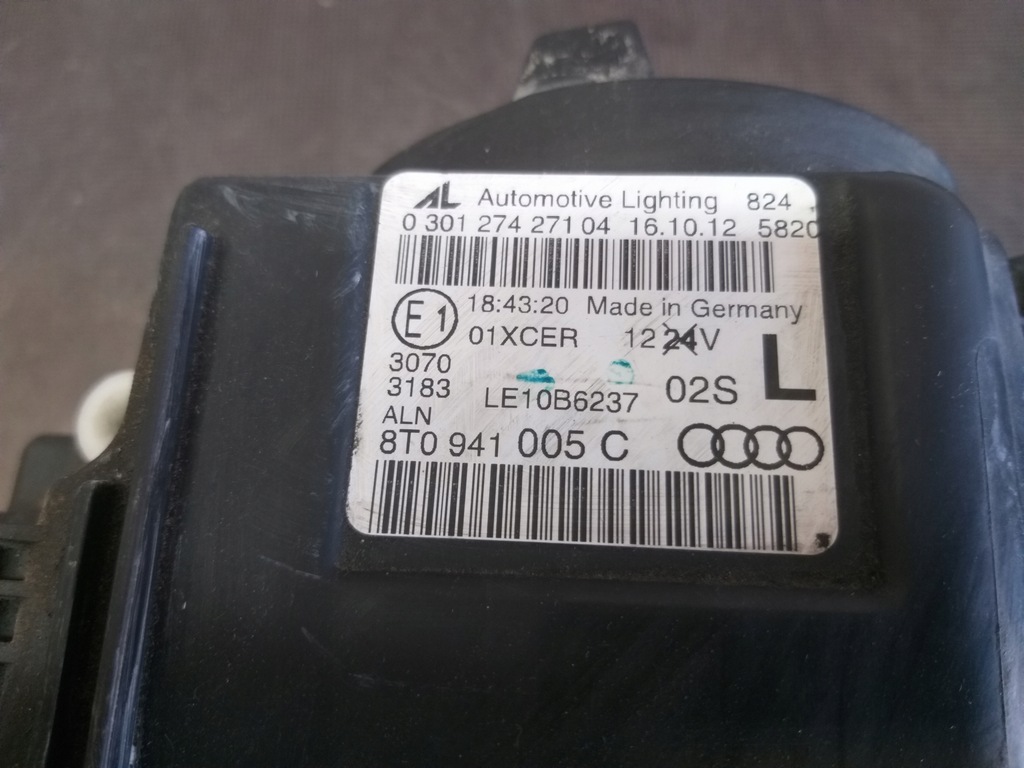 AL Automotive Lighting 824
0 301 274 271 04 16.10.12 5820
E1 18:43:20 Made in Germany
01XCER 12 24V L
3070
3183 LE10B6237 02S
ALN
8T0 941 005 C